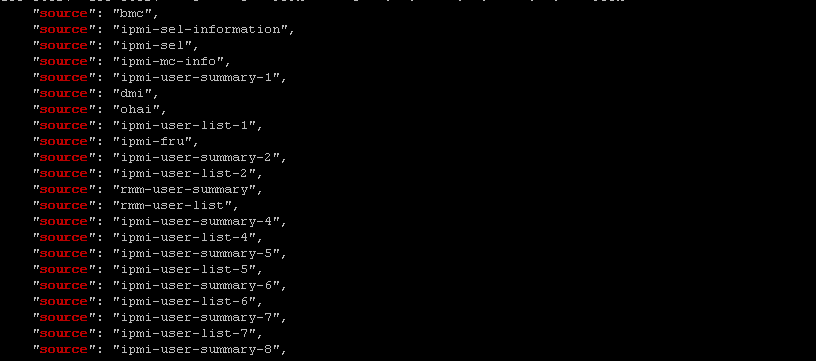 "source": "bmc",
"source": "ipmi-sel-information",
"source": "ipmi-sel",
"source": "ipmi-mc-info",
"source": "ipmi-user-summary-1",
"source": "dmi",
"source": "ohai",
"source": "ipmi-user-list-1",
"source": "ipmi-fru",
"source": "ipmi-user-summary-2",
"source": "ipmi-user-list-2",
"source": "rmm-user-summary",
"source": "rmm-user-list",
"source": "ipmi-user-summary-4",
"source": "ipmi-user-list-4",
"source": "ipmi-user-summary-5",
"source": "ipmi-user-list-5",
"source": "ipmi-user-summary-6",
"source": "ipmi-user-list-6",
"source": "ipmi-user-summary-7",
"source": "ipmi-user-list-7",
"source": "ipmi-user-summary-8",